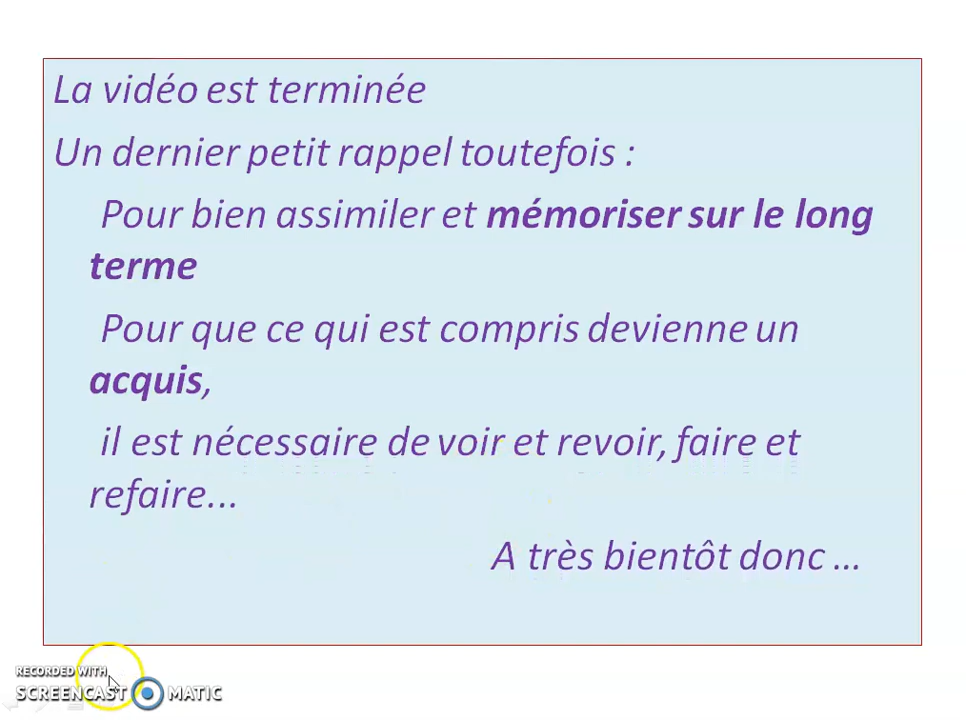 La vidéo est terminée
Un dernier petit rappel toutefois :
Pour bien assimiler et mémoriser sur le long
terme
Pour que ce qui est compris devienne un
acquis,
il est nécessaire de voir et revoir, faire et
refaire...
A très bientôt donc ...
RECORDED WITH
SCREENCAST MATIC